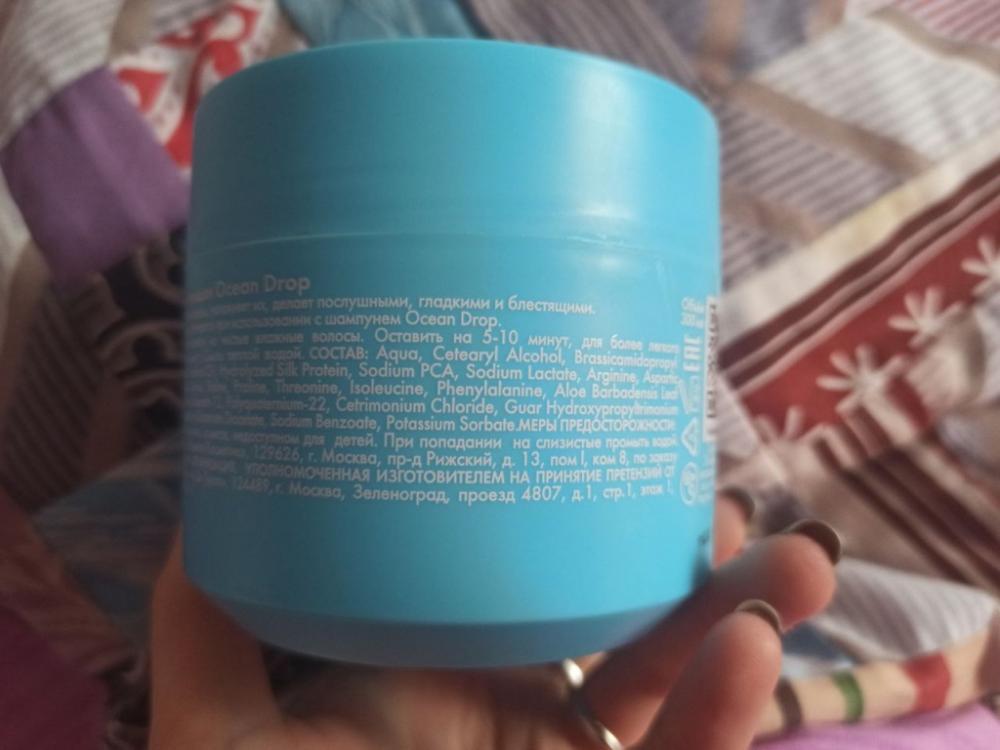 Ocean Drop
их, делает послушными, гладкими и блестящими.
при использовании с шампунем Ocean Drop.
на чистые влажные волосы. Оставить на 5-10 минут, для более легкого
теплой водой. СОСТАВ: Aqua, Cetearyl Alcohol, Brassicamidopropyl
Hydrolyzed Silk Protein, Sodium PCA, Sodium Lactate, Arginine, Aspartic
Proline, Threonine, Isoleucine, Phenylalanine, Aloe Barbadensis Leaf
Polyquaternium-22, Cetrimonium Chloride, Guar Hydroxypropyltrimonium
Sodium Benzoate, Potassium Sorbate.МЕРЫ ПРЕДОСТОРОЖНОСТИ:
недоступном для детей. При попадании на слизистые промыть водой.
129626, г. Москва, пр-д Рижский, д. 13, пом I, ком 8, по заказу
УПОЛНОМОЧЕННАЯ ИЗГОТОВИТЕЛЕМ НА ПРИНЯТИЕ ПРЕТЕНЗИЙ ОТ
124489, г. Москва, Зеленоград, проезд 4807, д.1, стр.1, этаж 1,
300
EAC